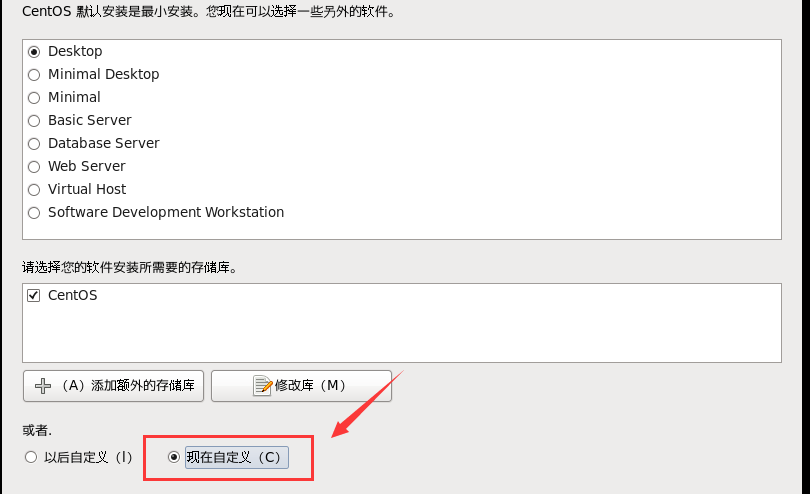 CentOS 默认安装是最小安装。您现在可以选择一些另外的软件。
Desktop
Minimal Desktop
Minimal
Basic Server
Database Server
Web Server
Virtual Host
Software Development Workstation
请选择您的软件安装所需要的存储库。
CentOS
（A）添加额外的存储库 修改库（M）
或者.
以后自定义（l） 现在自定义（C）